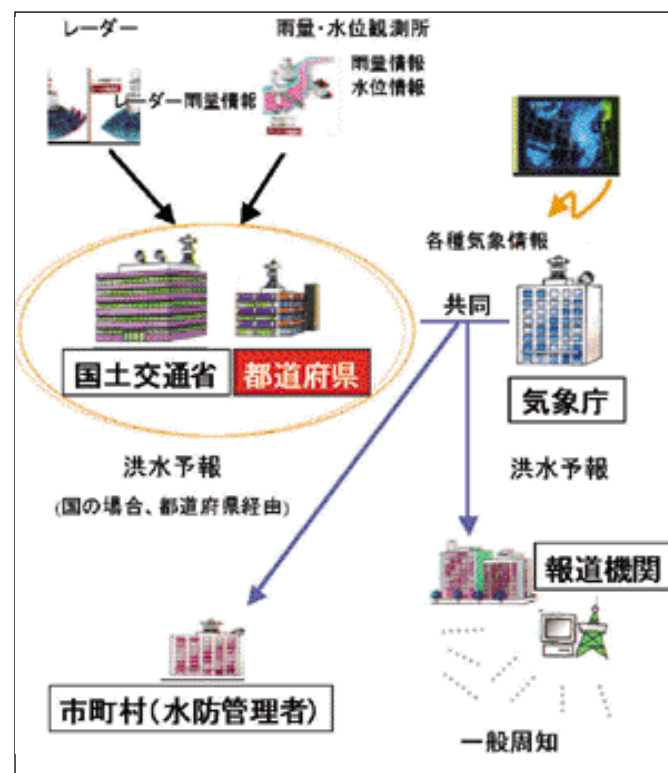 レーダー
雨量・水位観測所
レーダー雨量情報
雨量情報
水位情報
各種気象情報
共同
国土交通省
都道府県
気象庁
洪水予報
(国の場合、都道府県経由)
洪水予報
報道機関
市町村(水防管理者)
一般周知